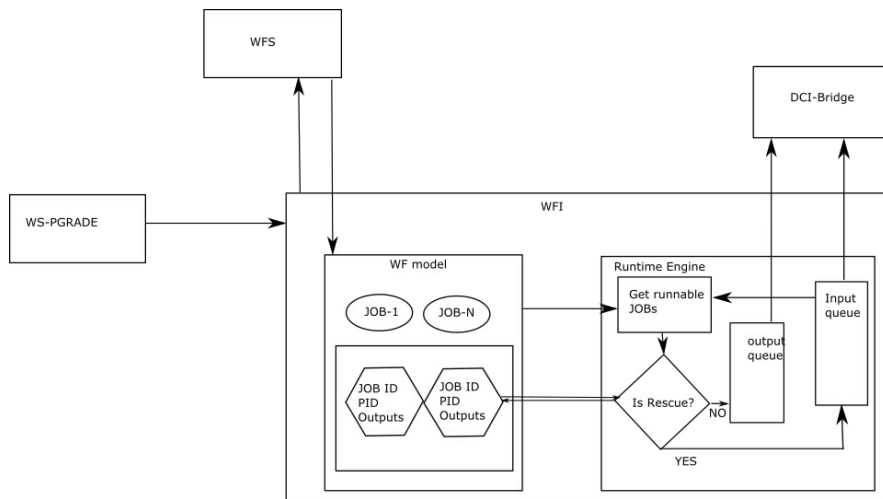 WFS
DCI-Bridge
WS-PGRADE
WFI
WF model
JOB-1
JOB-N
JOB ID
PID
Outputs
JOB ID
PID
Outputs
Runtime Engine
Get runnable
JOBs
Is Rescue?
NO
YES
output
queue
Input
queue